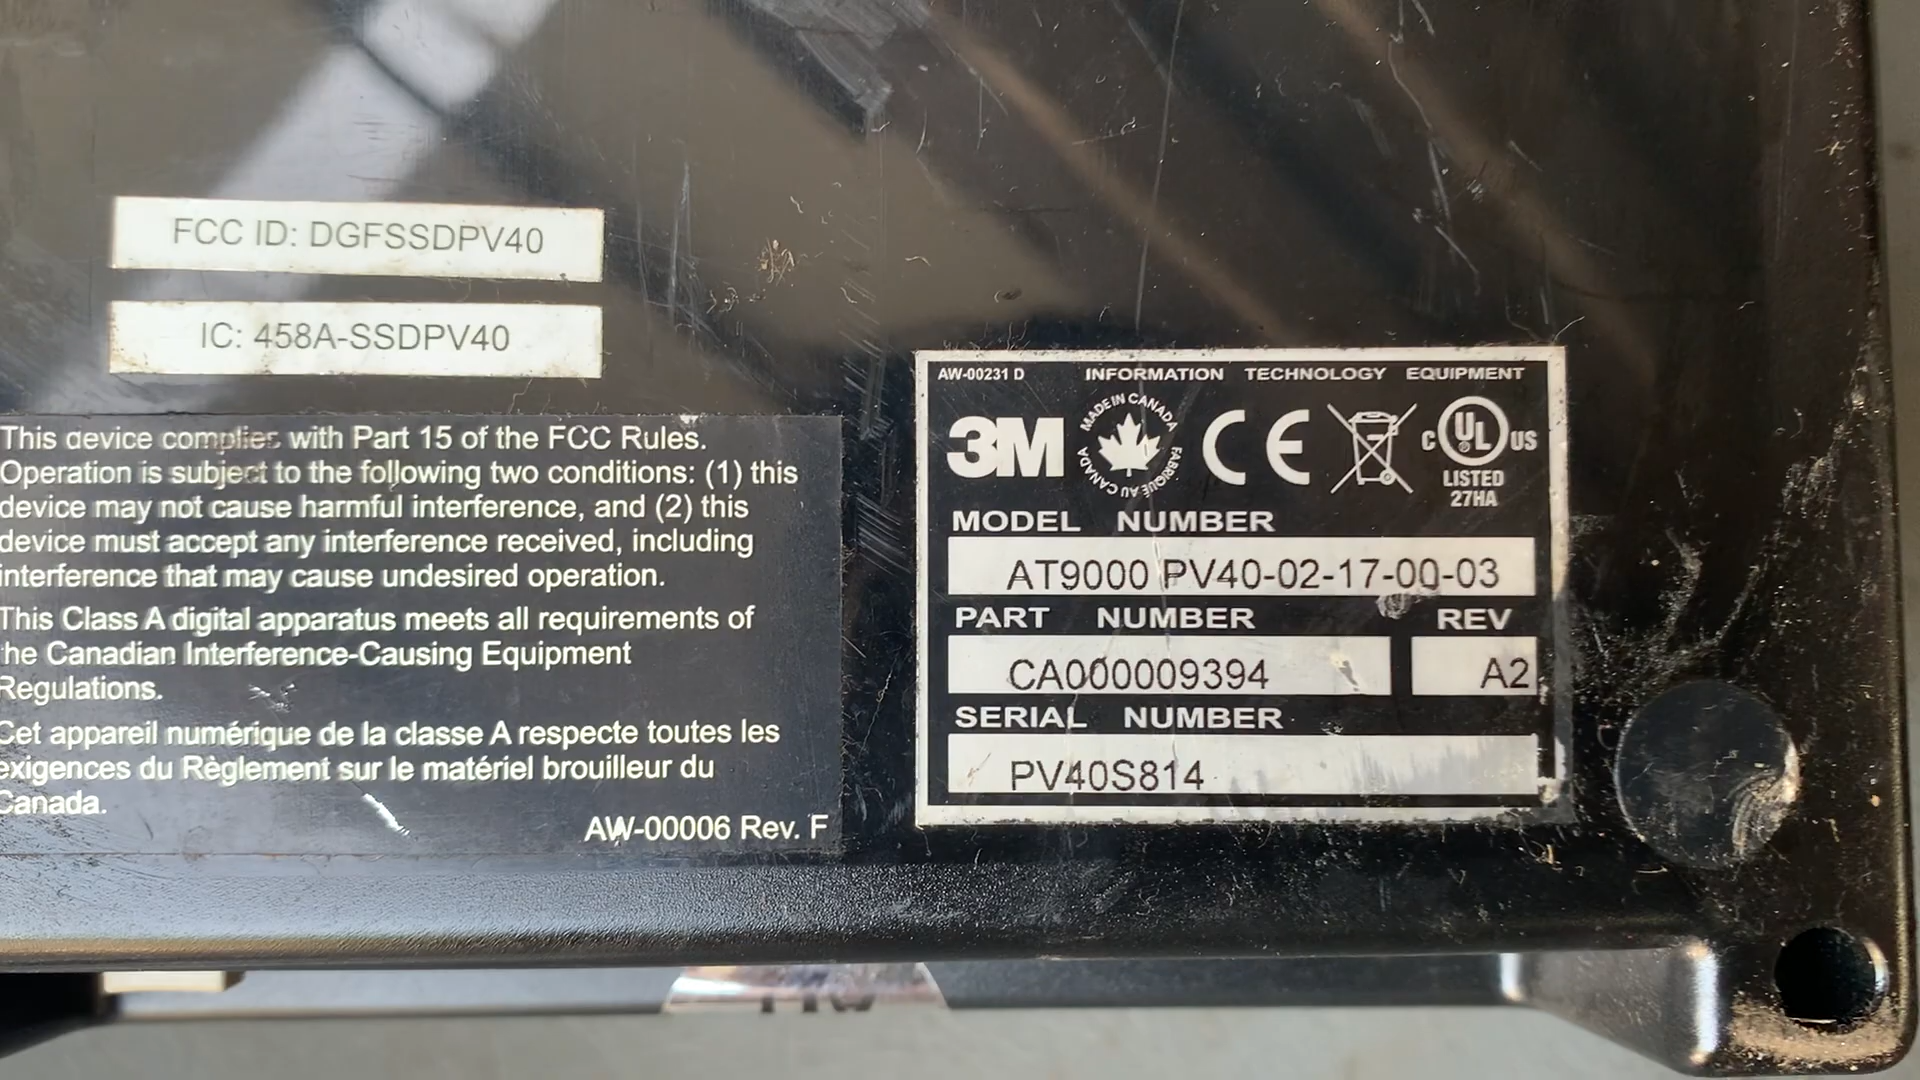 FCC ID: DGFSSDPV40
IC: 458A-SSDPV40
This device complies with Part 15 of the FCC Rules.
Operation is subject to the following two conditions: (1) this
device may not cause harmful interference, and (2) this
device must accept any interference received, including
interference that may cause undesired operation.
This Class A digital apparatus meets all requirements of
the Canadian Interference-Causing Equipment
Regulations.
Cet appareil numérique de la classe A respecte toutes les
exigences du Règlement sur le matériel brouilleur du
Canada.
AW-00006 Rev. F
AW-00231 D INFORMATION TECHNOLOGY EQUIPMENT
3M MADE IN CANADA FABRIQUÉ AU CANADA CE C UL US
LISTED
27HA
MODEL NUMBER
AT9000 PV40-02-17-00-03
PART NUMBER REV
CA000009394 A2
SERIAL NUMBER
PV40S814